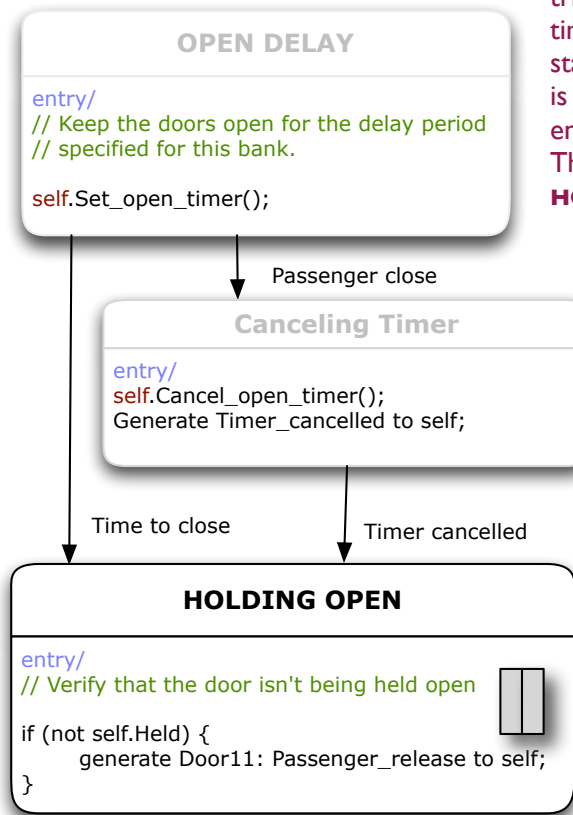 OPEN DELAY
entry/
// Keep the doors open for the delay period
// specified for this bank.
self.Set_open_timer();
Passenger close
Canceling Timer
entry/
self.Cancel_open_timer();
Generate Timer_cancelled to self;
Time to close
Timer cancelled
HOLDING OPEN
entry/
// Verify that the door isn't being held open
if (not self.Held) {
generate Door11: Passenger_release to self;
}
is